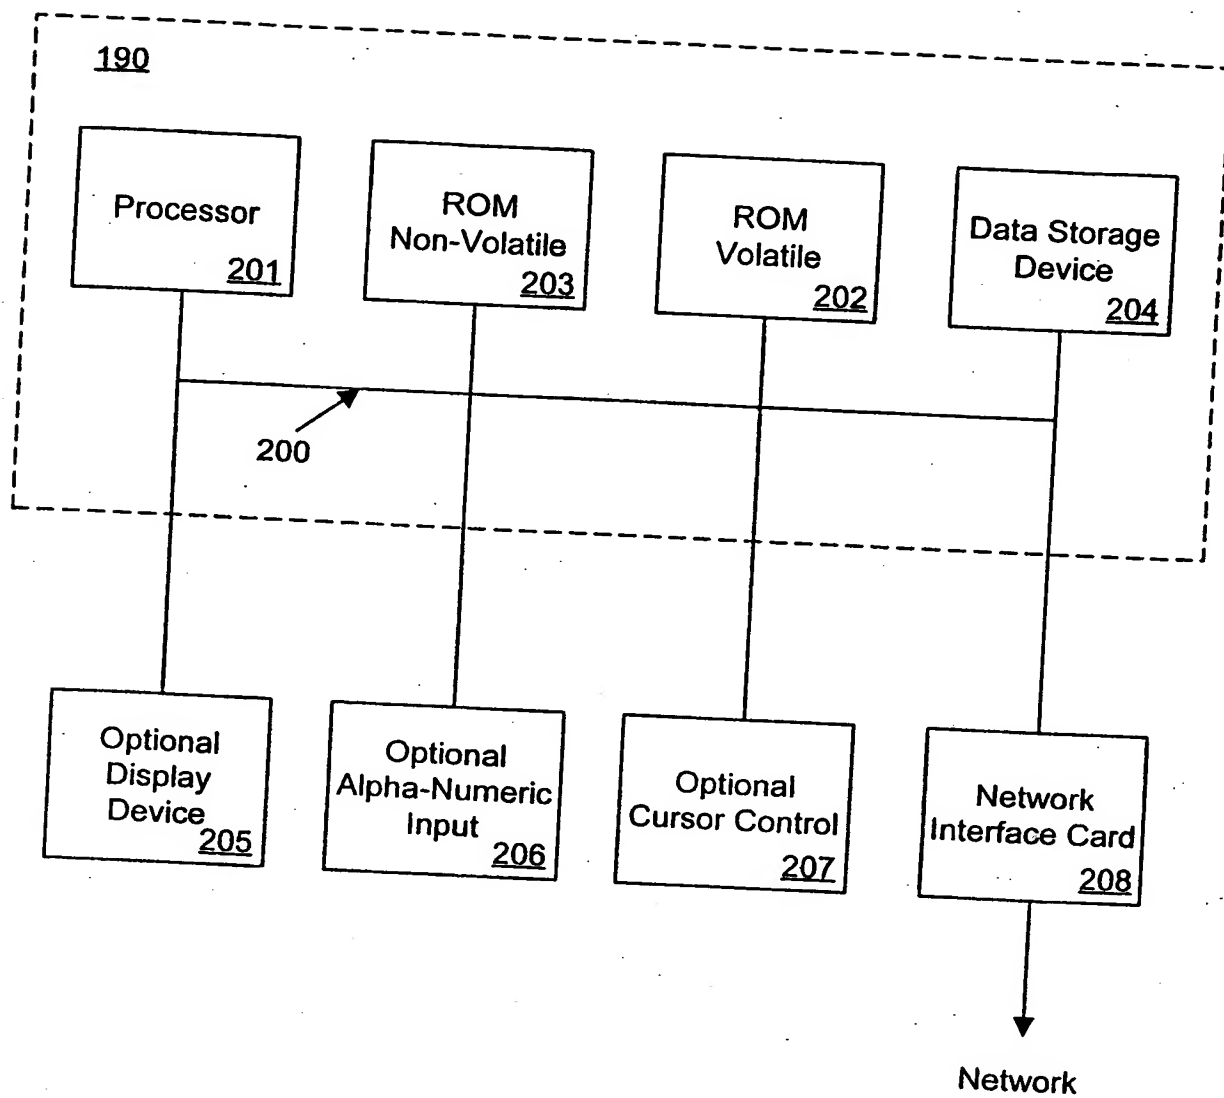 190
Processor
201
ROM
Non-Volatile
203
ROM
Volatile
202
Data Storage
Device
204
200
Optional
Display
Device
205
Optional
Alpha-Numeric
Input
206
Optional
Cursor Control
207
Network
Interface Card
208
Network